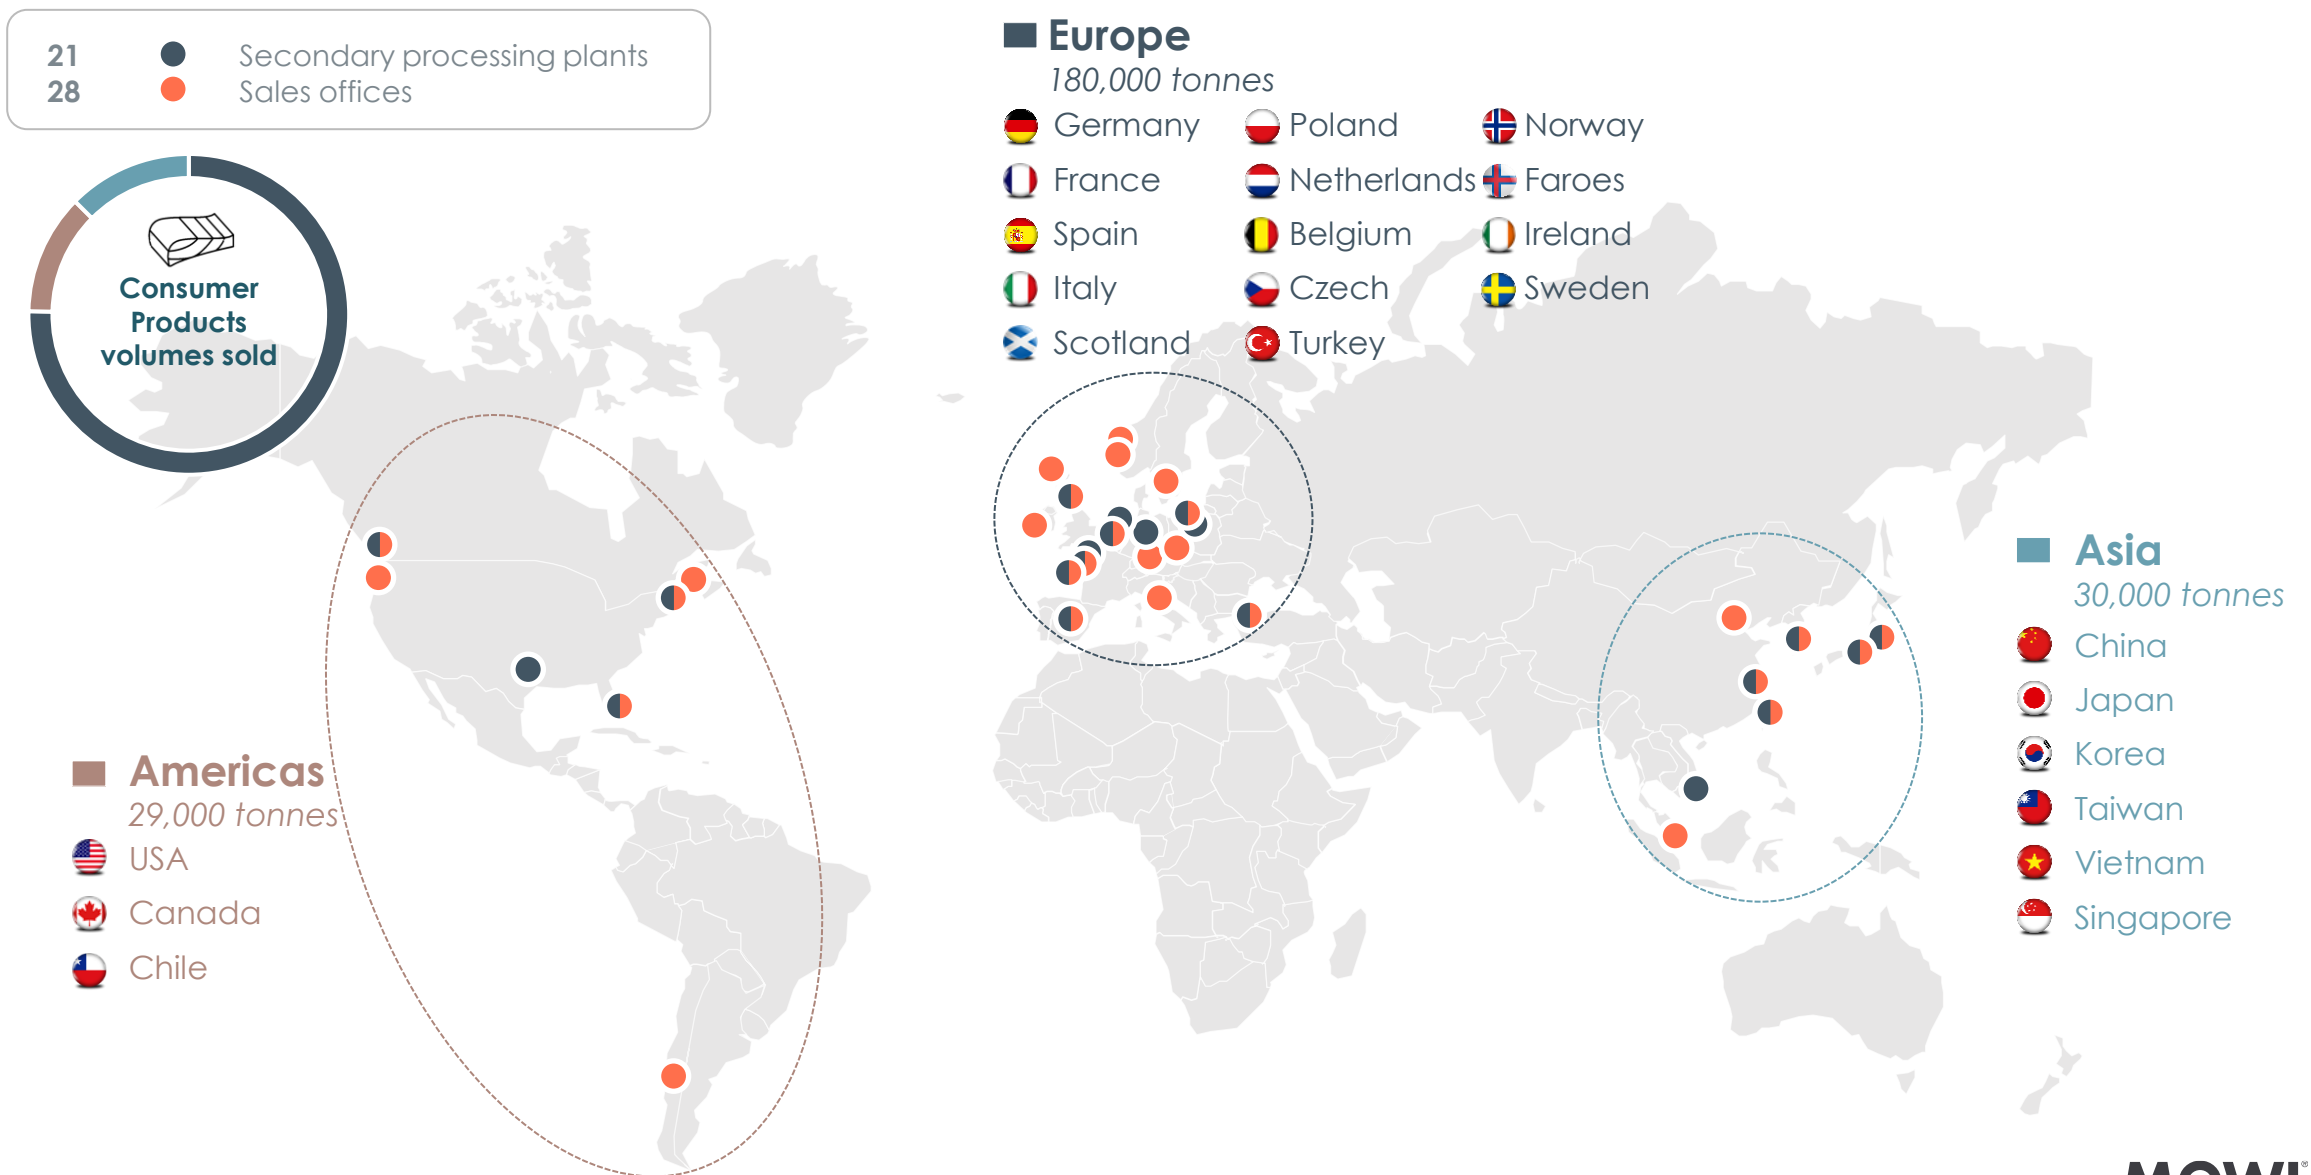 21 Secondary processing plants
28 Sales offices
Consumer
Products
volumes sold
Europe
180,000 tonnes
Germany Poland Norway
France Netherlands Faroes
Spain Belgium Ireland
Italy Czech Sweden
Scotland Turkey
Americas
29,000 tonnes
USA
Canada
Chile
Asia
30,000 tonnes
China
Japan
Korea
Taiwan
Vietnam
Singapore
MOWI®